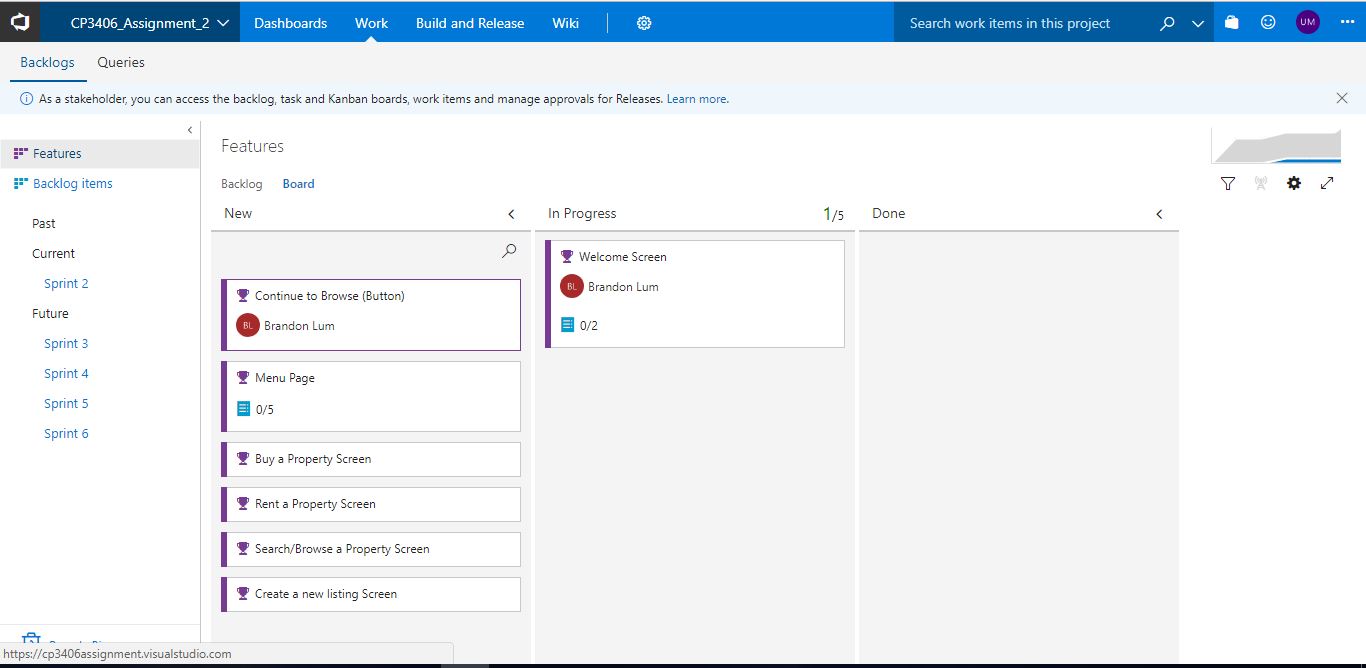 CP3406_Assignment_2 Dashboards Work Build and Release Wiki Search work items in this project UM
Backlogs Queries
As a stakeholder, you can access the backlog, task and Kanban boards, work items and manage approvals for Releases. Learn more.
Features
Backlog items
Past
Current
Sprint 2
Future
Sprint 3
Sprint 4
Sprint 5
Sprint 6
Features
Backlog Board
New
In Progress 1/5
Done
Continue to Browse (Button)
BL Brandon Lum
Menu Page
0/5
Buy a Property Screen
Rent a Property Screen
Search/Browse a Property Screen
Create a new listing Screen
Welcome Screen
BL Brandon Lum
0/2
https://cp3406assignment.visualstudio.com